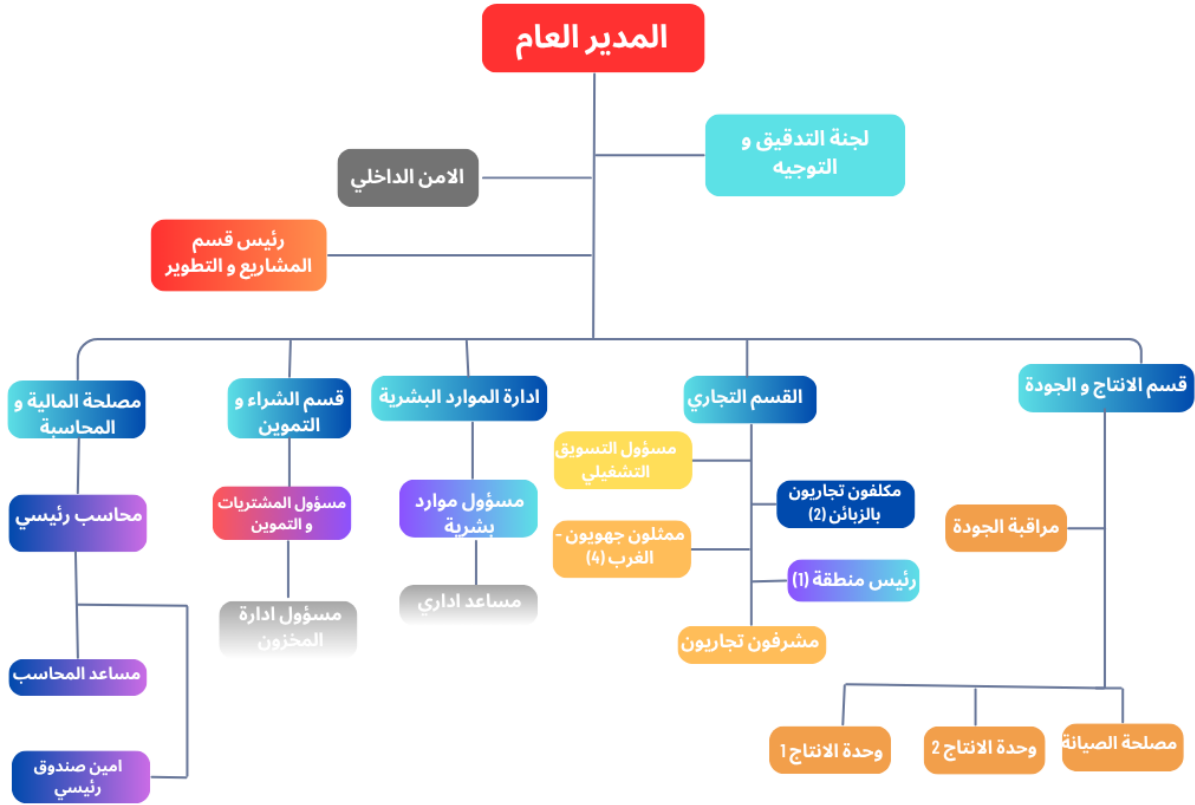 المدير العام
لجنة التدقيق و
التوجيه
الامن الداخلي
رئيس قسم
المشاريع و التطوير
قسم الانتاج و الجودة
القسم التجاري
ادارة الموارد البشرية
قسم الشراء و
التموين
مصلحة المالية و
المحاسبة
مسؤول التسويق
التشغيلي
مكلفون تجاريون
بالزبائن (2)
ممثلون جهويون -
الغرب (4)
رئيس منطقة (1)
مشرفون تجاريون
مراقبة الجودة
مصلحة الصيانة
وحدة الانتاج 2
وحدة الانتاج 1
مسؤول موارد
بشرية
مساعد اداري
مسؤول المشتريات
و التموين
مسؤول ادارة
المخزون
محاسب رئيسي
مساعد المحاسب
امين صندوق
رئيسي